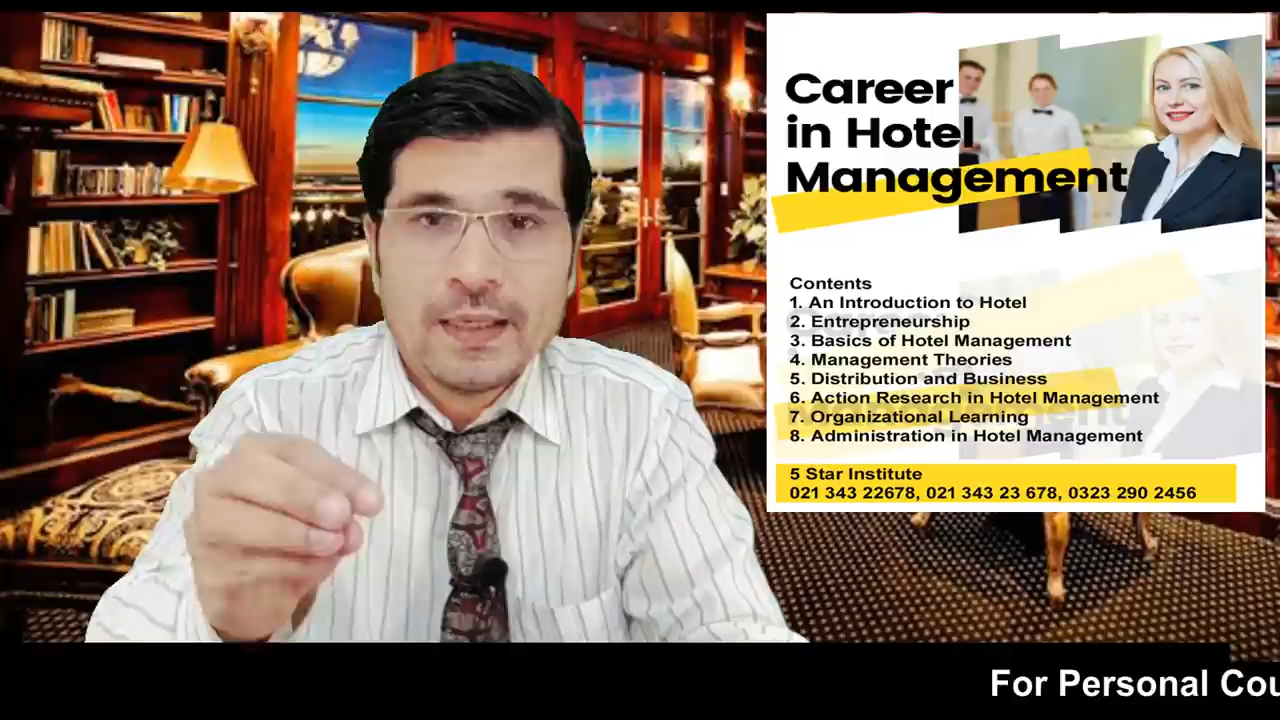 Career
in Hotel
Management
Contents
1. An Introduction to Hotel
2. Entrepreneurship
3. Basics of Hotel Management
4. Management Theories
5. Distribution and Business
6. Action Research in Hotel Management
7. Organizational Learning
8. Administration in Hotel Management
5 Star Institute
021 343 22678, 021 343 23 678, 0323 290 2456
For Personal Cou